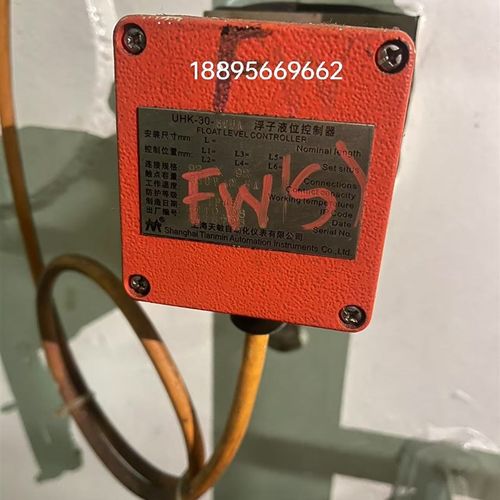 18895669662
UHK-30- 浮子液位控制器
FLOAT LEVEL CONTROLLER
安装尺寸mm: L= Nominal length
控制位置mm: L1= L3= L5= Set situs
L2= L4= L6=
连接规格 Connections
触点容量 Contact capacity
工作温度 Working temperature
防护等级 IP Code
制造日期 Date
出厂编号 Serial No.
FW(S)
上海天敏自动化仪表有限公司
Shanghai Tianmin Automation Instruments Co.,Ltd.